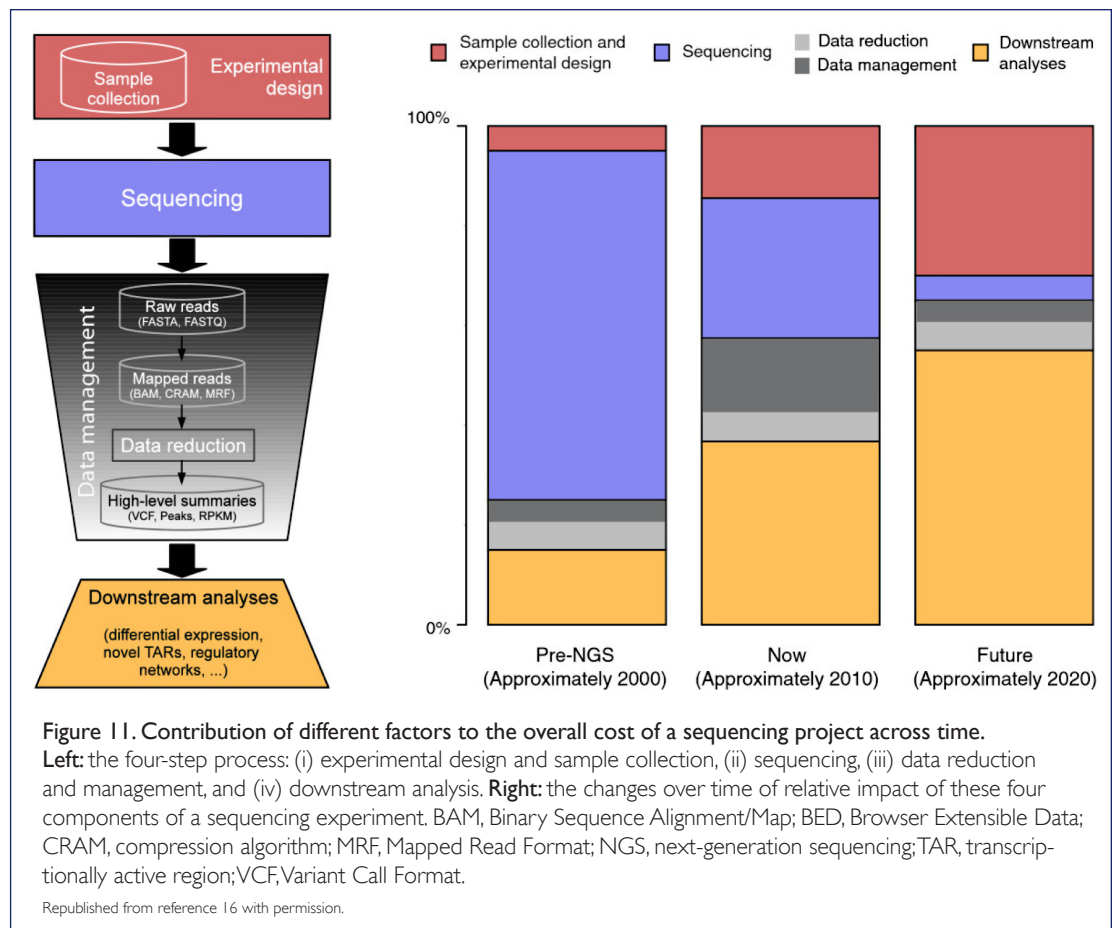 Sample
collection
Experimental
design
Sequencing
Data management
Raw reads
(FASTA, FASTQ)
Mapped reads
(BAM, CRAM, MRF)
Data reduction
High-level summaries
(VCF, Peaks, RPKM)
Downstream analyses
(differential expression,
novel TARs, regulatory
networks, ...)
Sample collection and
experimental design
Sequencing
Data reduction
Data management
Downstream
analyses
100%
0%
Pre-NGS
(Approximately 2000)
Now
(Approximately 2010)
Future
(Approximately 2020)
Figure 11. Contribution of different factors to the overall cost of a sequencing project across time.
Left: the four-step process: (i) experimental design and sample collection, (ii) sequencing, (iii) data reduction
and management, and (iv) downstream analysis. Right: the changes over time of relative impact of these four
components of a sequencing experiment. BAM, Binary Sequence Alignment/Map; BED, Browser Extensible Data;
CRAM, compression algorithm; MRF, Mapped Read Format; NGS, next-generation sequencing; TAR, transcrip-
tionally active region; VCF, Variant Call Format.
Republished from reference 16 with permission.